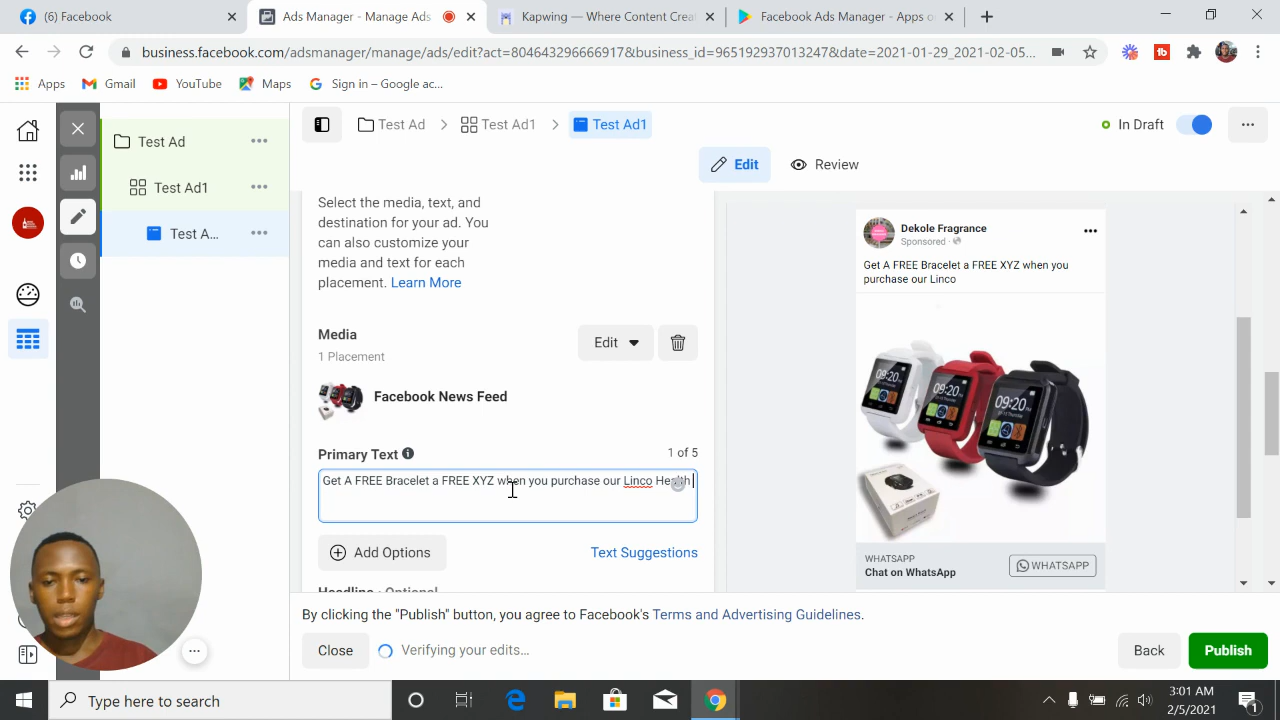 Facebook
Ads Manager - Manage Ads
Kapwing — Where Content Crea
Facebook Ads Manager - Apps o
business.facebook.com/adsmanager/manage/ads/edit?act=804643296666917&business_id=965192937013247&date=2021-01-29_2021-02-05...
Apps
Gmail
YouTube
Maps
Sign in – Google ac...
Test Ad
Test Ad1
Test A...
Test Ad
Test Ad1
Test Ad1
In Draft
Edit
Review
Select the media, text, and
destination for your ad. You
can also customize your
media and text for each
placement. Learn More
Media
1 Placement
Edit
Facebook News Feed
Primary Text
1 of 5
Get A FREE Bracelet a FREE XYZ when you purchase our Linco Health
Add Options
Text Suggestions
Headline · Optional
Dekole Fragrance
Sponsored ·
Get A FREE Bracelet a FREE XYZ when you
purchase our Linco
09:20
09:20
09:20
WHATSAPP
Chat on WhatsApp
WHATSAPP
By clicking the "Publish" button, you agree to Facebook's Terms and Advertising Guidelines.
Close
Verifying your edits...
Back
Publish
Type here to search
3:01 AM
2/5/2021